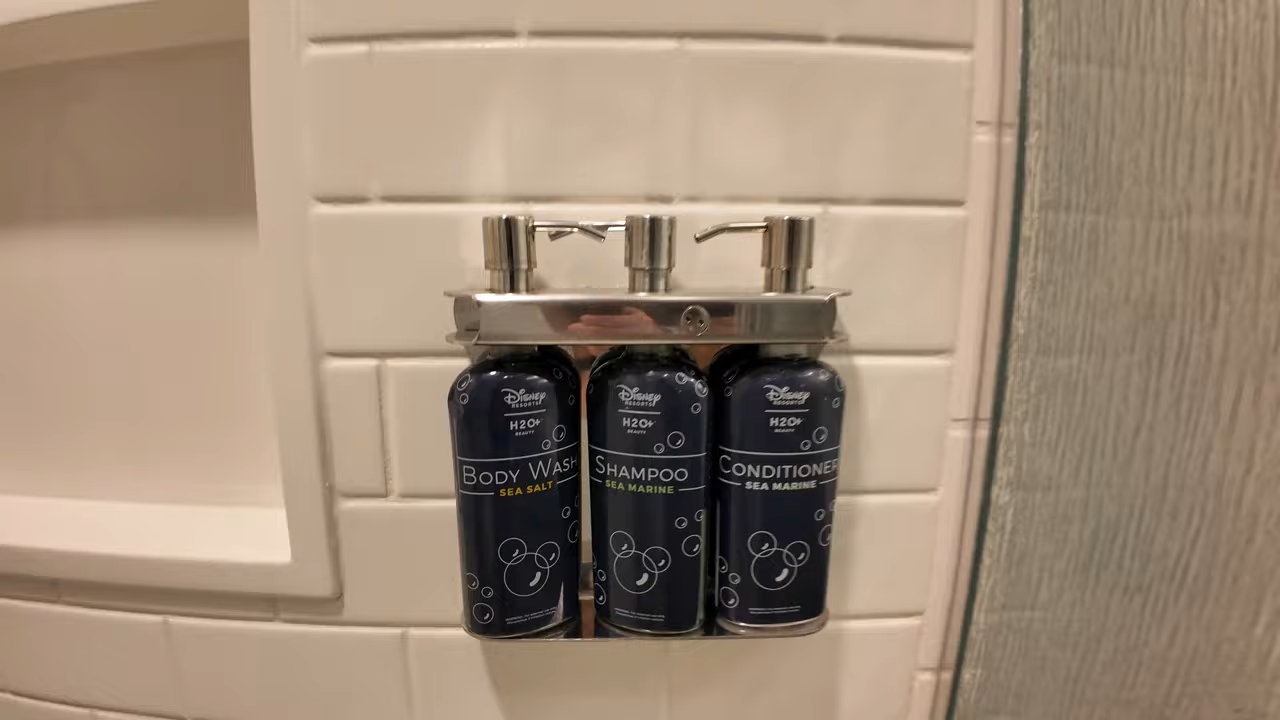 Disney
RESORTS
H2O+
BEAUTY
BODY WASH
SEA SALT
Disney
RESORTS
H2O+
BEAUTY
SHAMPOO
SEA MARINE
Disney
RESORTS
H2O+
BEAUTY
CONDITIONER
SEA MARINE